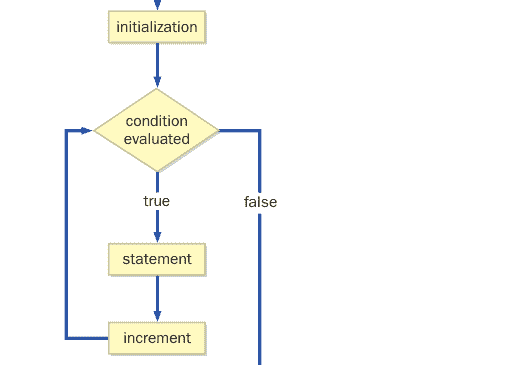 initialization
condition
evaluated
true
false
statement
increment